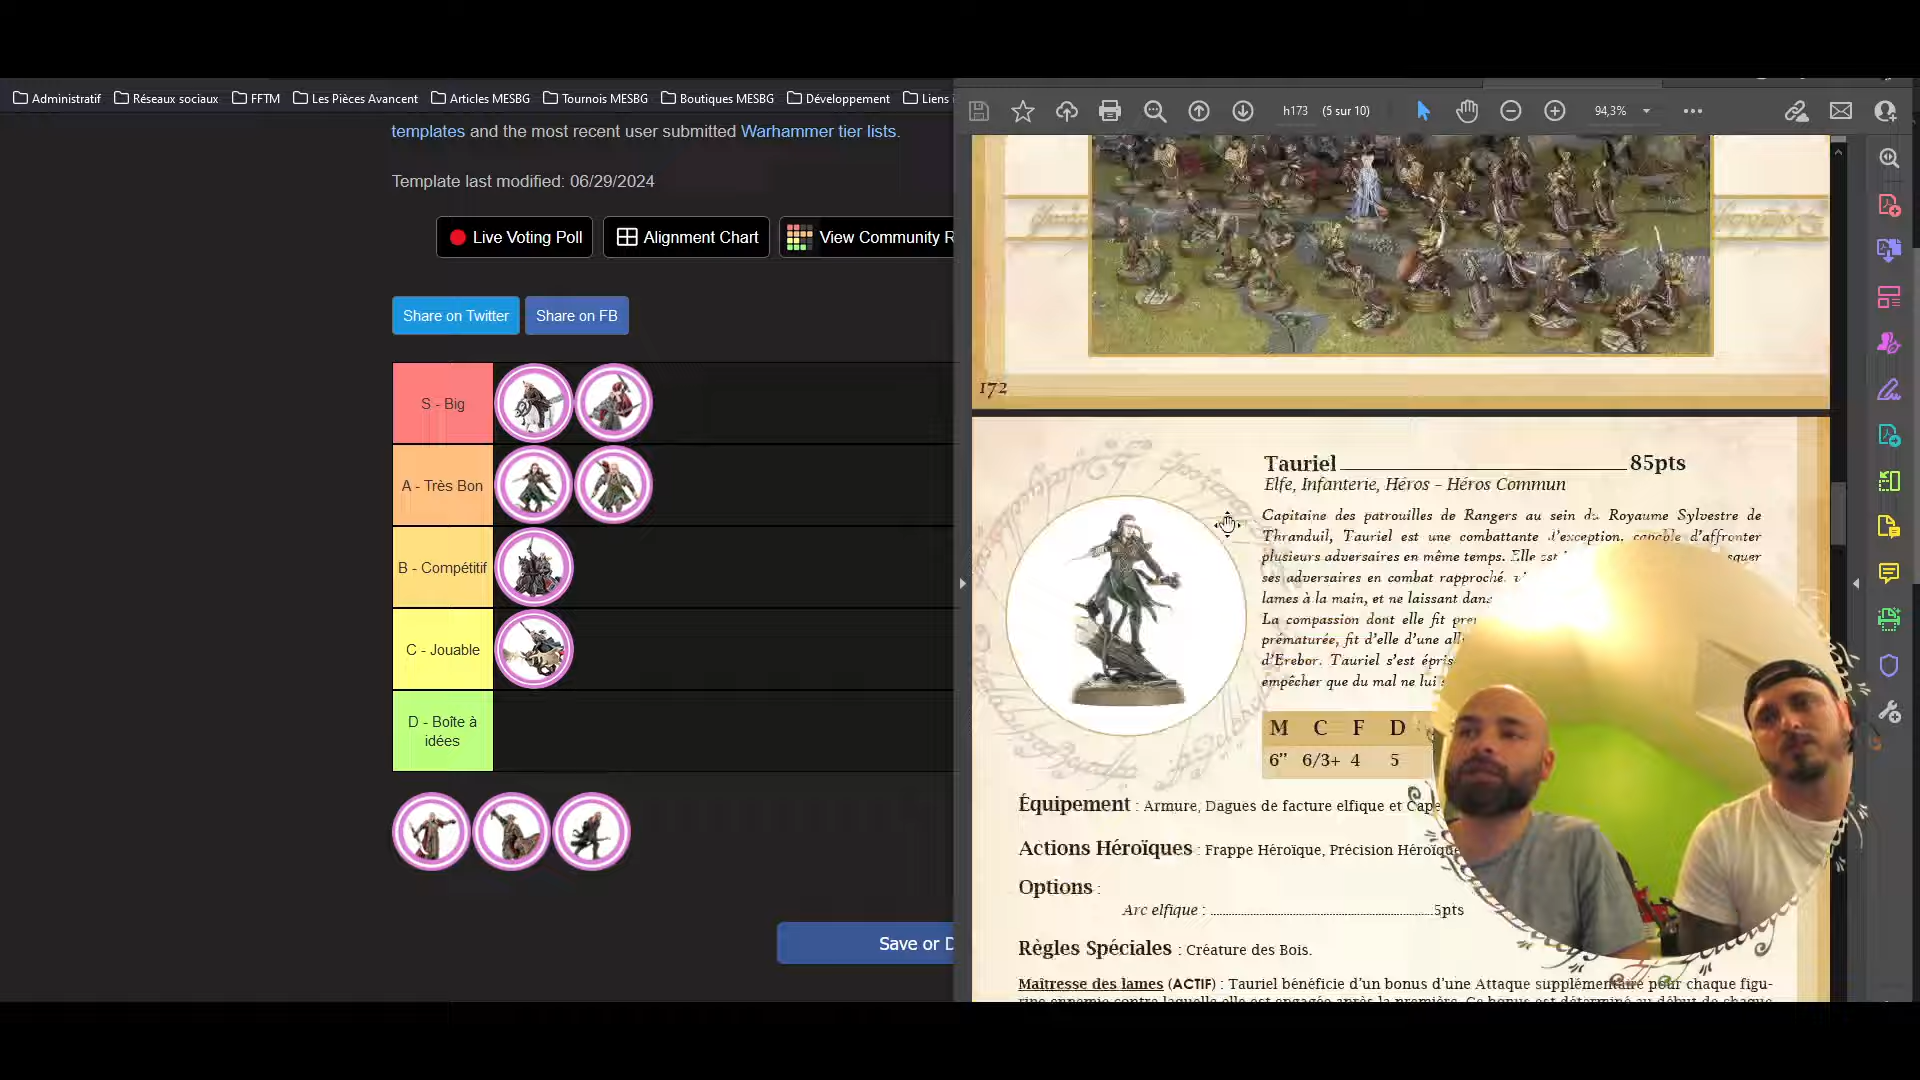 Administratif Réseaux sociaux FFTM Les Pièces Avancent Articles MESBG Tournois MESBG Boutiques MESBG Développement Liens
templates and the most recent user submitted Warhammer tier lists.
Template last modified: 06/29/2024
Live Voting Poll Alignment Chart View Community R
Share on Twitter Share on FB
S - Big
A - Très Bon
B - Compétitif
C - Jouable
D - Boîte à
idées
Save or D
h173 (5 sur 10) 94,3%
172
Tauriel 85pts
Elfe, Infanterie, Héros – Héros Commun
Capitaine des patrouilles de Rangers au sein du Royaume Sylvestre de
Thranduil, Tauriel est une combattante d'exception, capable d'affronter
plusieurs adversaires en même temps. Elle est
ses adversaires en combat rapproché,
lames à la main, et ne laissant dans
La compassion dont elle fit
prématurée, fit d'elle d'une
d'Erebor. Tauriel s'est
empêcher que du mal ne lui
M C F D
6" 6/3+ 4 5
Équipement : Armure, Dagues de facture elfique et Cape
Actions Héroïques : Frappe Héroïque, Précision Héroïque
Options :
Arc elfique : 5pts
Règles Spéciales : Créature des Bois.
Maîtresse des lames (ACTIF) : Tauriel bénéficie d'un bonus d'une Attaque supplémentaire pour chaque figu-